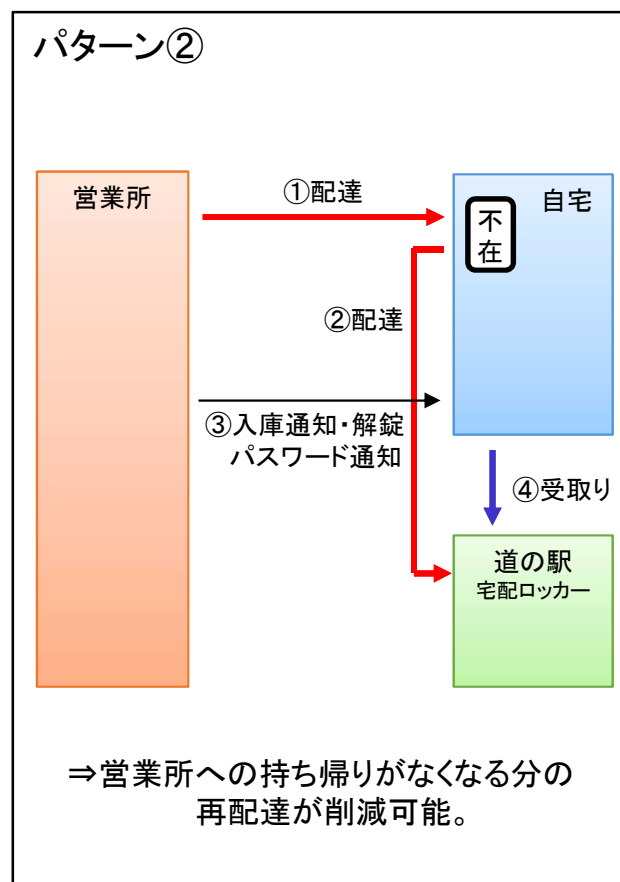 パターン②
営業所
①配達
自宅
不
在
②配達
③入庫通知・解錠
パスワード通知
④受取り
道の駅
宅配ロッカー
⇒営業所への持ち帰りがなくなる分の
再配達が削減可能。